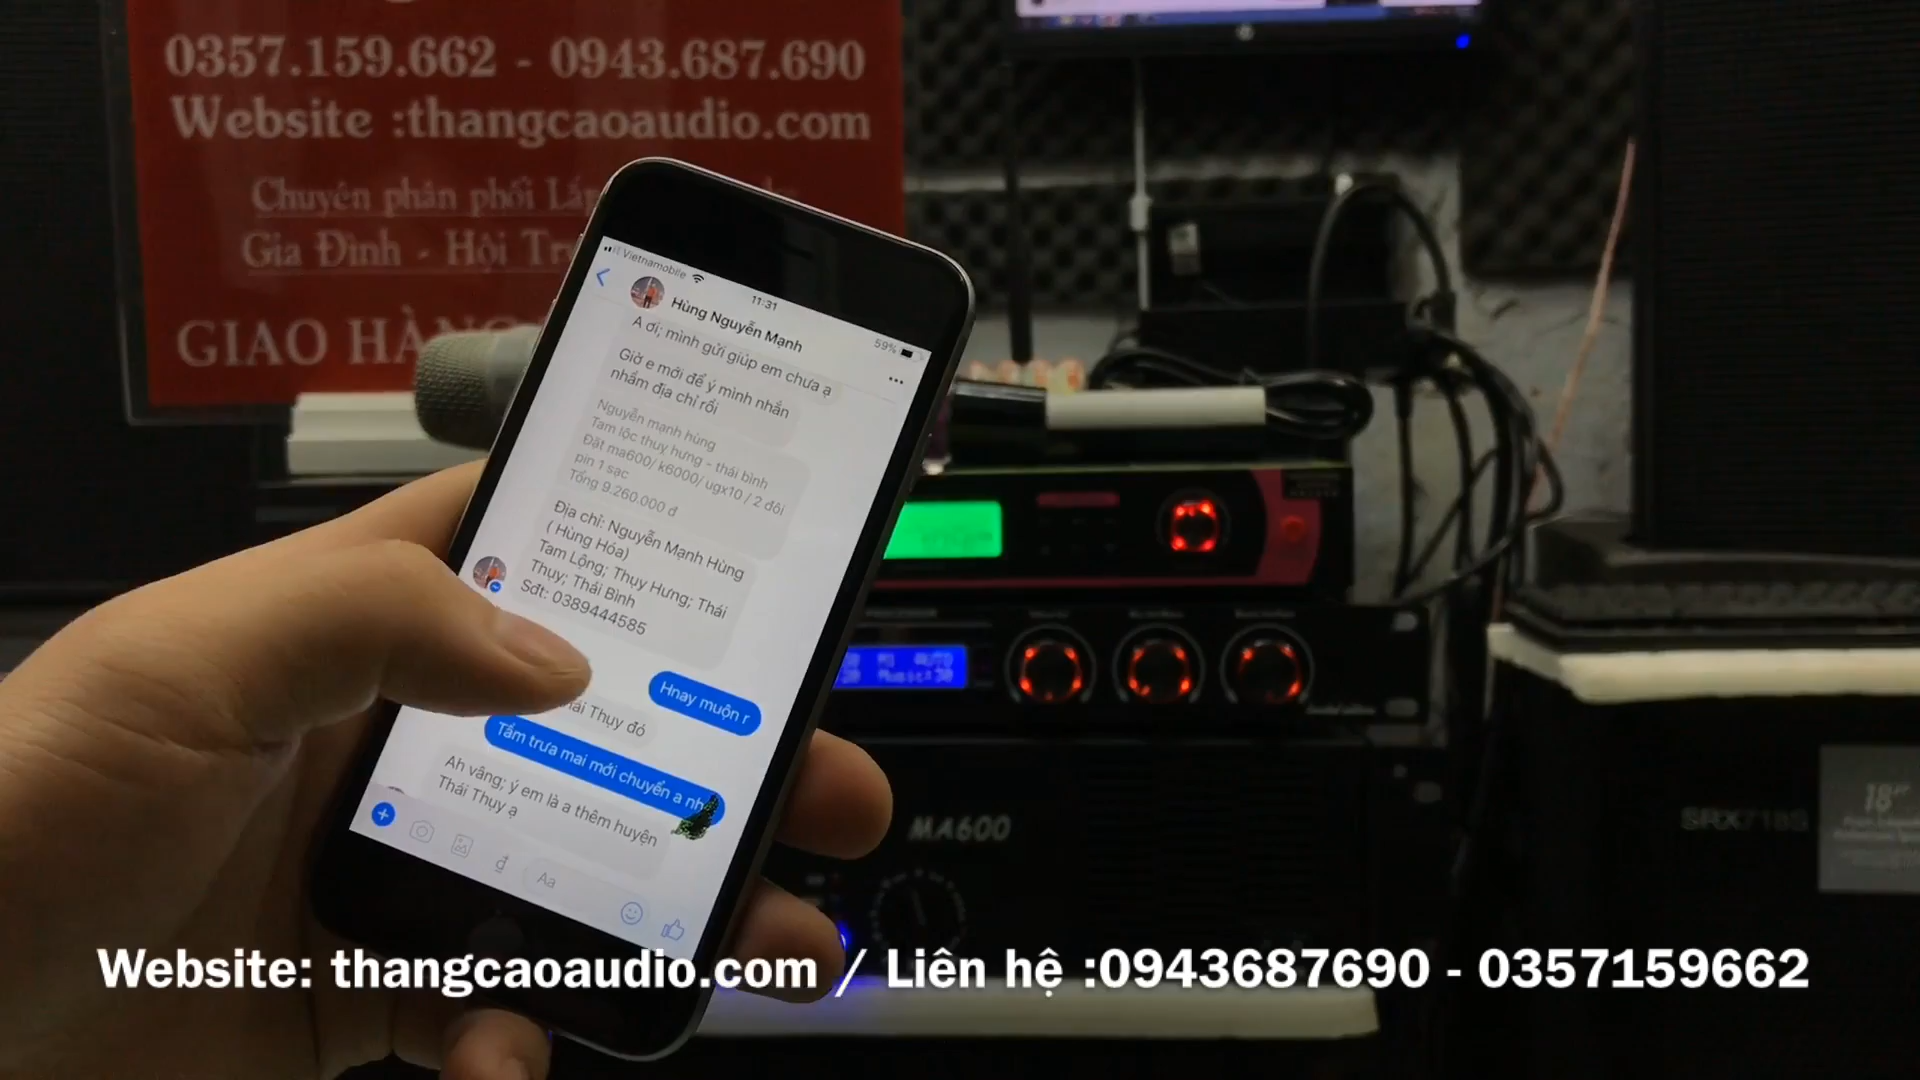 0357.159.662 - 0943.687.690
Website :thangcaoaudio.com
Chuyên phân phối
Gia Đình - Hội
GIAO
Vietnamobile
11:31
59%
Hùng Nguyễn Mạnh
A ơi; mình gửi giúp em chưa ạ
Giờ e mới để ý mình nhắn
nhầm địa chỉ rồi
Nguyễn mạnh hùng
Tam lộc thuỵ hưng - thái bình
Đặt ma600/ k6000/ ugx10 / 2 đôi
pin 1 sạc
Tổng 9.260.000 đ
Địa chỉ: Nguyễn Mạnh Hùng
( Hùng Hóa)
Tam Lộng; Thụy Hưng; Thái
Thụy; Thái Bình
Sđt: 0389444585
Hnay muộn r
Thụy đó
Tầm trưa mai mới chuyển a
Ah vâng; ý em là a thêm huyện
Thái Thụy ạ
Aa
AUTO
Music=30
MA600
SRX718S
18"
Website: thangcaoaudio.com / Liên hệ :0943687690 - 0357159662